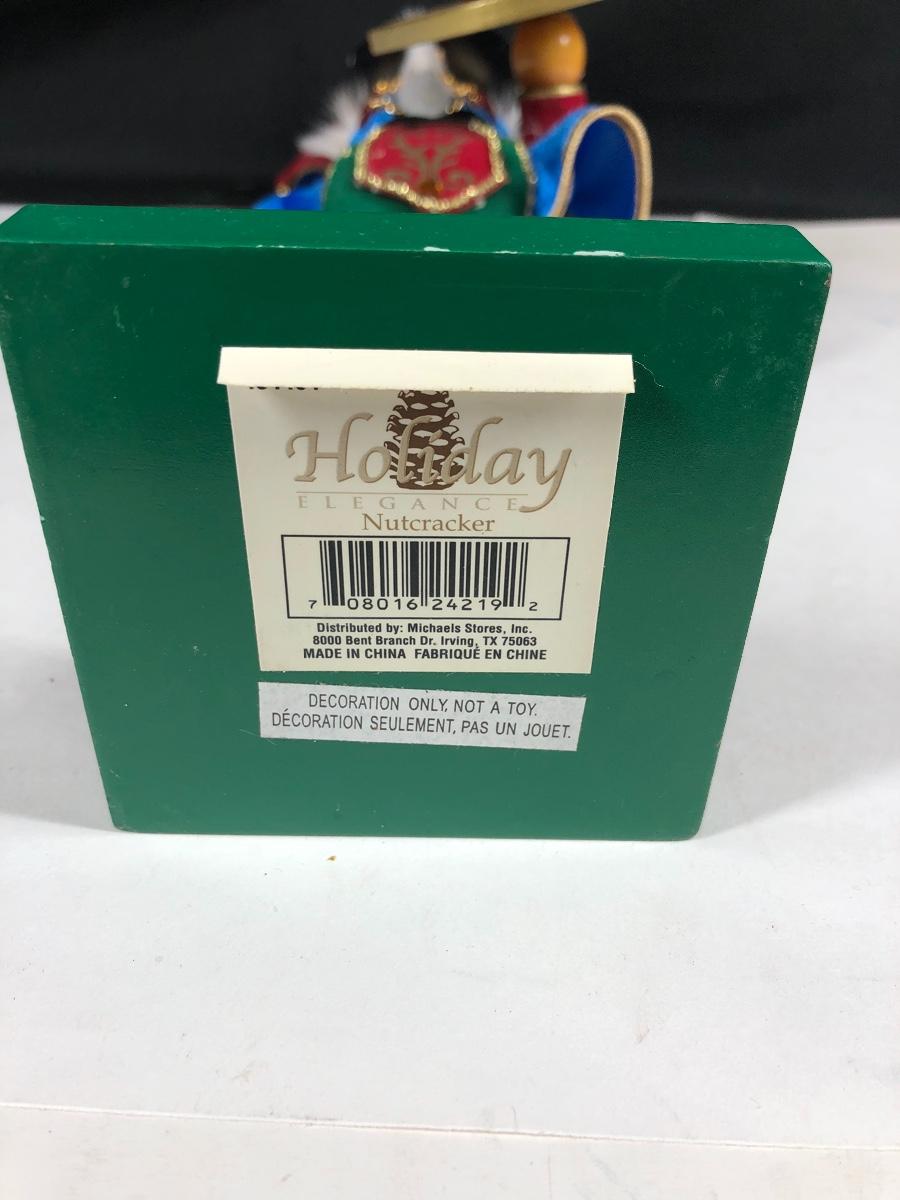 Holiday
ELEGANCE
Nutcracker
7 08016 24219 2
Distributed by: Michaels Stores, Inc.
8000 Bent Branch Dr. Irving, TX 75063
MADE IN CHINA FABRIQUÉ EN CHINE
DECORATION ONLY, NOT A TOY.
DÉCORATION SEULEMENT, PAS UN JOUET.